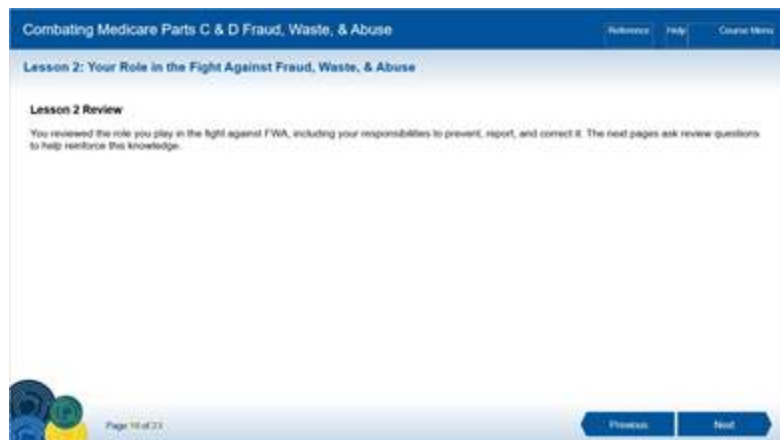 Combating Medicare Parts C & D Fraud, Waste, & Abuse
Reference Help Course Menu
Lesson 2: Your Role in the Fight Against Fraud, Waste, & Abuse
Lesson 2 Review
You reviewed the role you play in the fight against FWA, including your responsibilities to prevent, report, and correct it. The next pages ask review questions
to help reinforce this knowledge.
Page of 23
Previous Next